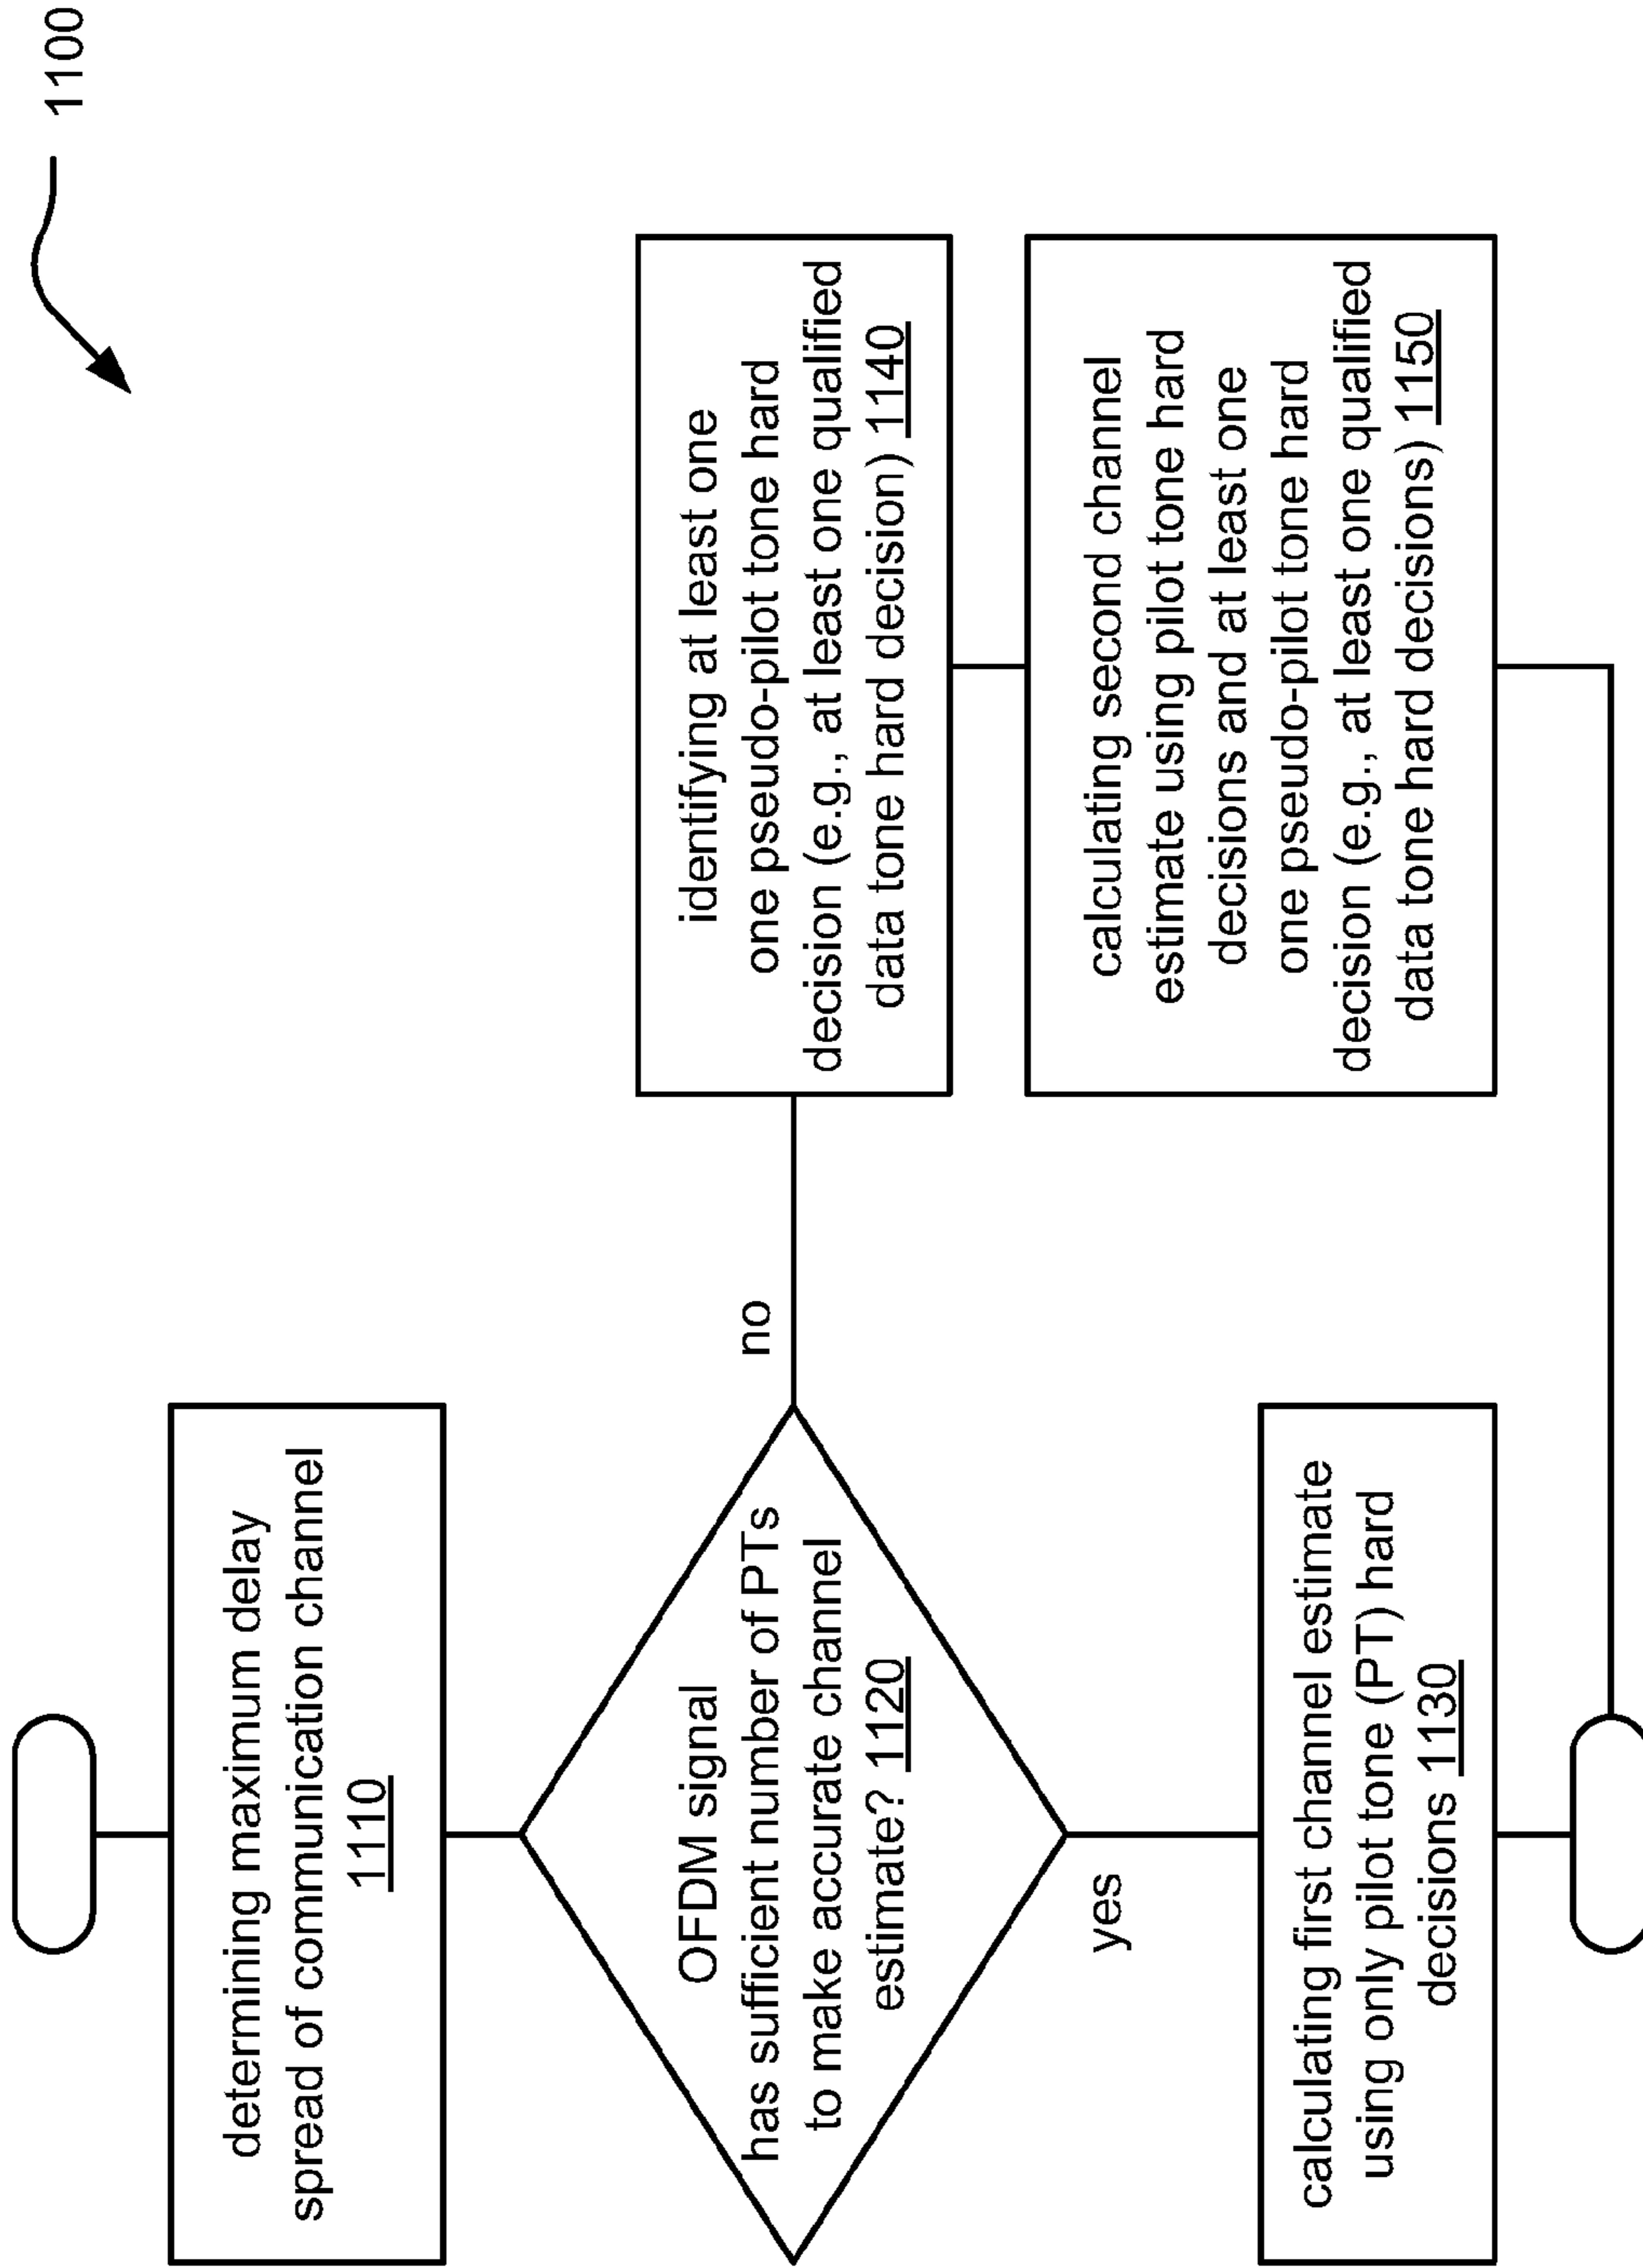 1100
determining maximum delay
spread of communication channel
1110
OFDM signal
has sufficient number of PTs
to make accurate channel
estimate? 1120
no
yes
identifying at least one
one pseudo-pilot tone hard
decision (e.g., at least one qualified
data tone hard decision) 1140
calculating second channel
estimate using pilot tone hard
decisions and at least one
one pseudo-pilot tone hard
decision (e.g., at least one qualified
data tone hard decisions) 1150
calculating first channel estimate
using only pilot tone (PT) hard
decisions 1130